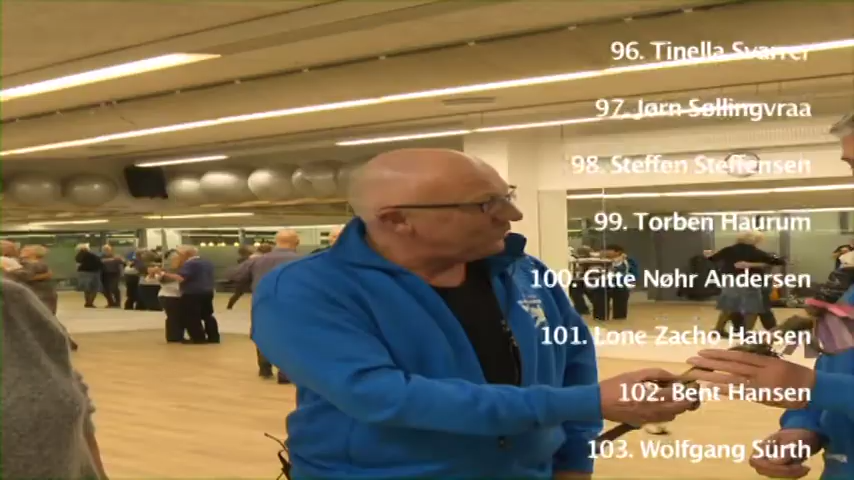 96. Tinella Svarrer
97. Jørn Søllingvraa
98. Steffen Steffensen
99. Torben Haurum
100. Gitte Nøhr Andersen
101. Lone Zacho Hansen
102. Bent Hansen
103. Wolfgang Sürth